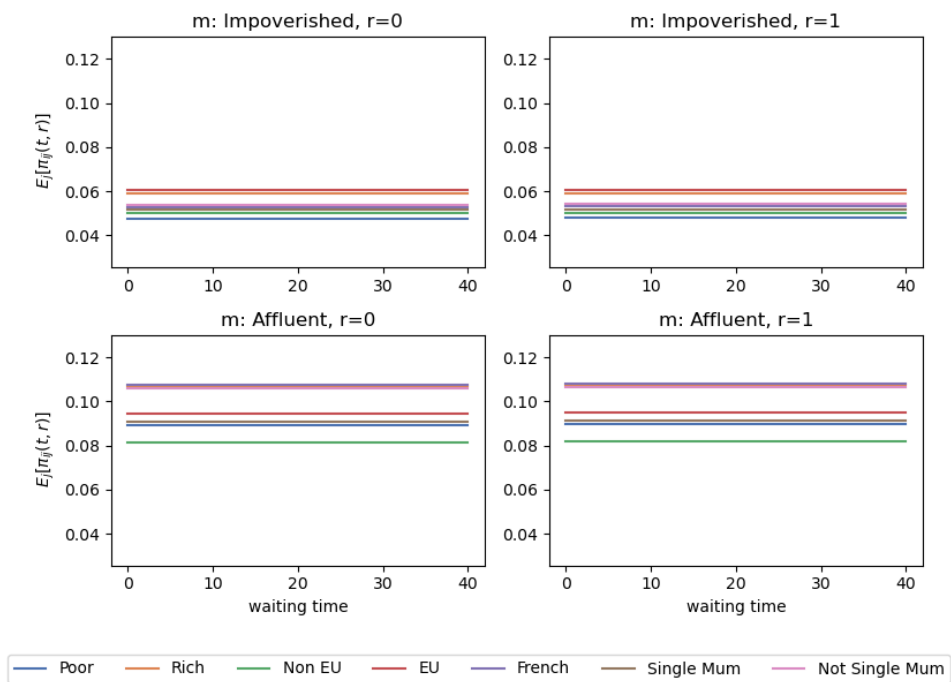 m: Impoverished, r=0
m: Impoverished, r=1
0.12
0.10
0.08
0.06
0.04
E_j[π_ij(t, r)]
0 10 20 30 40
0.12
0.10
0.08
0.06
0.04
0 10 20 30 40
m: Affluent, r=0
m: Affluent, r=1
0.12
0.10
0.08
0.06
0.04
E_j[π_ij(t, r)]
0 10 20 30 40
waiting time
0.12
0.10
0.08
0.06
0.04
0 10 20 30 40
waiting time
Poor Rich Non EU EU French Single Mum Not Single Mum